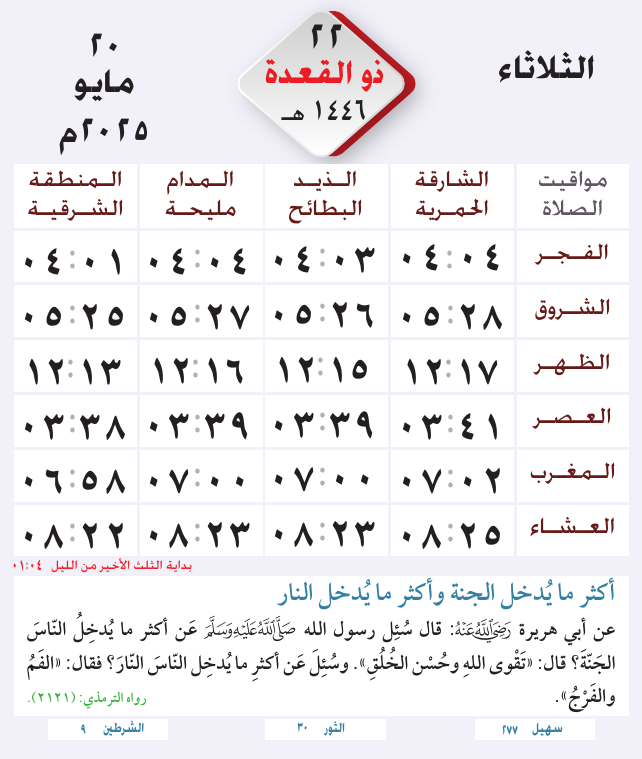 الثلاثاء
٢٢
ذو القعدة
١٤٤٦ هـ
٢٠
مايو
٢٠٢٥م
مواقيت الصلاة | الشارقة الحمرية | الذيد البطائح | المدام مليحة | المنطقة الشرقية
الفجر | ٠٤:٠٤ | ٠٤:٠٣ | ٠٤:٠٤ | ٠٤:٠١
الشروق | ٠٥:٢٨ | ٠٥:٢٦ | ٠٥:٢٧ | ٠٥:٢٥
الظهر | ١٢:١٧ | ١٢:١٥ | ١٢:١٦ | ١٢:١٣
العصر | ٠٣:٤١ | ٠٣:٣٩ | ٠٣:٣٩ | ٠٣:٣٨
المغرب | ٠٧:٠٢ | ٠٧:٠٠ | ٠٧:٠٠ | ٠٦:٥٨
العشاء | ٠٨:٢٥ | ٠٨:٢٣ | ٠٨:٢٣ | ٠٨:٢٢
بداية الثلث الأخير من الليل ٠١:٠٤
أكثر ما يُدخل الجنة وأكثر ما يُدخل النار
عن أبي هريرة رَضِيَ اللَّهُ عَنْهُ: قال سُئِل رسول الله صَلَّى اللَّهُ عَلَيْهِ وَسَلَّمَ عَن أكثر ما يُدخِلُ النّاسَ
الجَنّةَ؟ قال: «تَقْوى اللهِ وحُسْن الخُلُقِ». وسُئِلَ عَن أكثرِ ما يُدخِل النّاسَ النّارَ؟ فقال: «الفَمُ
والفَرْجُ».
رواه الترمذي: (٢١٢١).
سهيل ٢٧٧
الثور ٣٠
الشرطين ٩